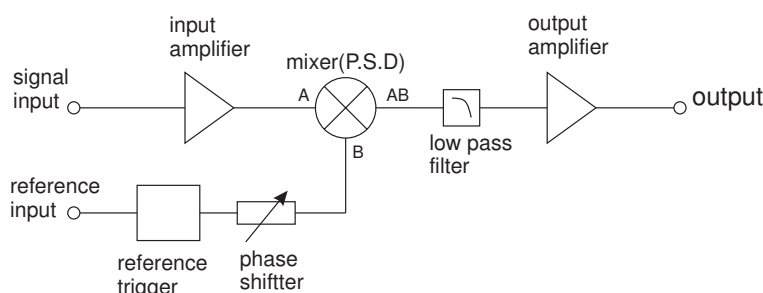 input
amplifier
output
amplifier
mixer(P.S.D)
signal
input
A
AB
output
B
low pass
filter
reference
input
reference
trigger
phase
shiftter